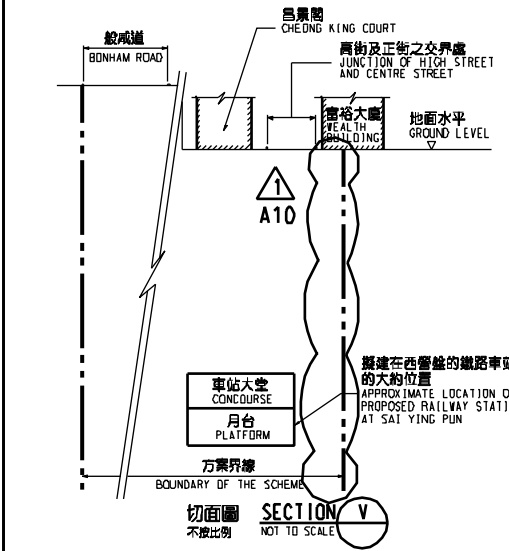 昌景閣
CHEONG KING COURT
般咸道
BONHAM ROAD
高街及正街之交界處
JUNCTION OF HIGH STREET
AND CENTRE STREET
富裕大廈
WEALTH
BUILDING
地面水平
GROUND LEVEL
1
A10
擬建在西營盤的鐵路車站
的大約位置
APPROXIMATE LOCATION O
PROPOSED RAILWAY STATI
AT SAI YING PUN
車站大堂
CONCOURSE
月台
PLATFORM
方案界線
BOUNDARY OF THE SCHEME
切面圖 SECTION V
不按比例 NOT TO SCALE